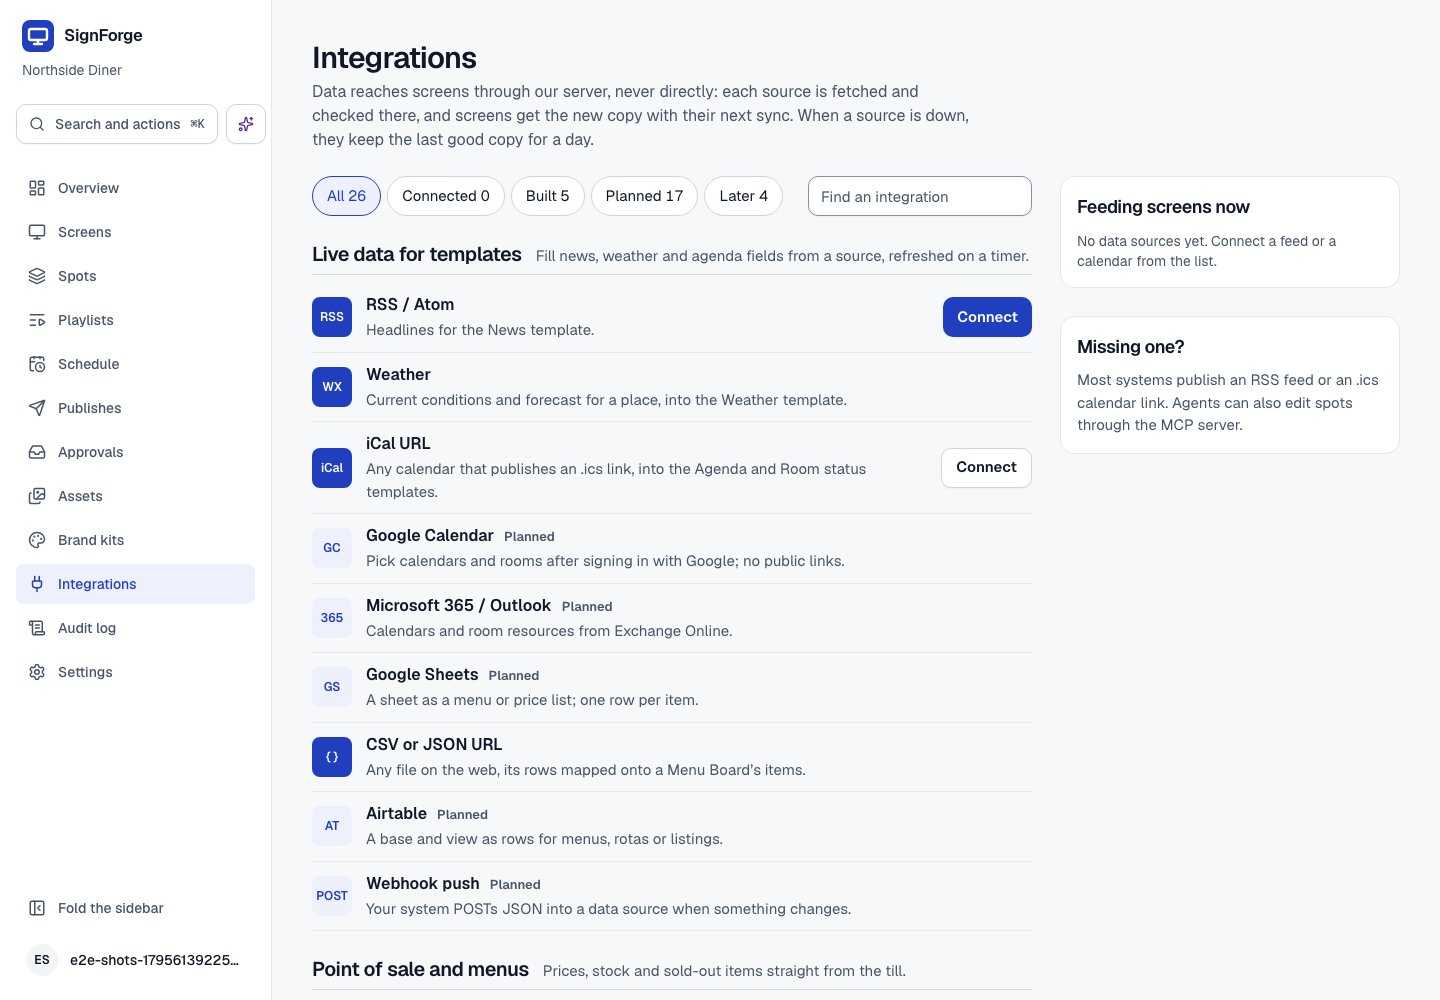 SignForge
Northside Diner
Search and actions ⌘K
Overview
Screens
Spots
Playlists
Schedule
Publishes
Approvals
Assets
Brand kits
Integrations
Audit log
Settings
Fold the sidebar
ES e2e-shots-17956139225…
Integrations
Data reaches screens through our server, never directly: each source is fetched and
checked there, and screens get the new copy with their next sync. When a source is down,
they keep the last good copy for a day.
All 26 Connected 0 Built 5 Planned 17 Later 4 Find an integration
Live data for templates Fill news, weather and agenda fields from a source, refreshed on a timer.
RSS RSS / Atom
Headlines for the News template.
Connect
WX Weather
Current conditions and forecast for a place, into the Weather template.
iCal iCal URL
Any calendar that publishes an .ics link, into the Agenda and Room status
templates.
Connect
GC Google Calendar Planned
Pick calendars and rooms after signing in with Google; no public links.
365 Microsoft 365 / Outlook Planned
Calendars and room resources from Exchange Online.
GS Google Sheets Planned
A sheet as a menu or price list; one row per item.
{} CSV or JSON URL
Any file on the web, its rows mapped onto a Menu Board's items.
AT Airtable Planned
A base and view as rows for menus, rotas or listings.
POST Webhook push Planned
Your system POSTs JSON into a data source when something changes.
Point of sale and menus Prices, stock and sold-out items straight from the till.
Feeding screens now
No data sources yet. Connect a feed or a
calendar from the list.
Missing one?
Most systems publish an RSS feed or an .ics
calendar link. Agents can also edit spots
through the MCP server.